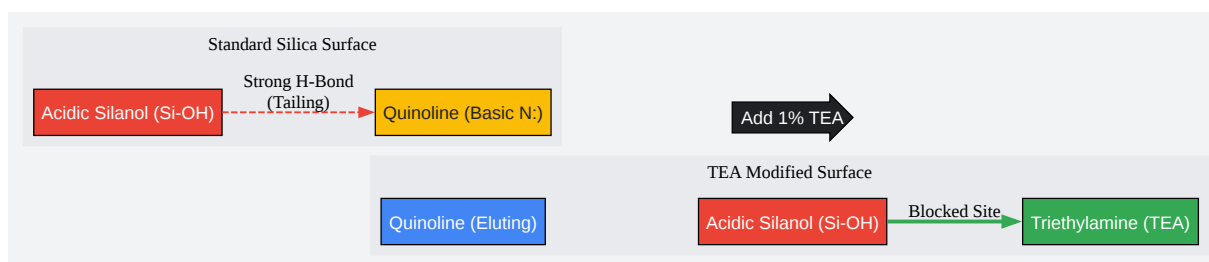 Standard Silica Surface
Acidic Silanol (Si-OH)
Strong H-Bond
(Tailing)
Quinoline (Basic N:)
Add 1% TEA
TEA Modified Surface
Quinoline (Eluting)
Acidic Silanol (Si-OH)
Blocked Site
Triethylamine (TEA)